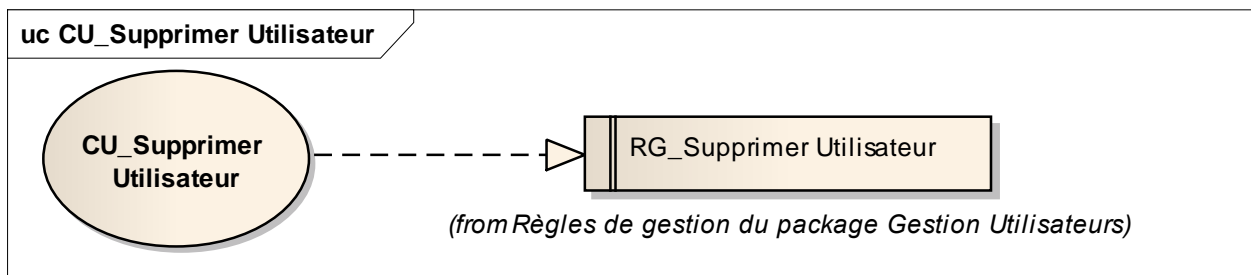 uc CU_Supprimer Utilisateur
CU_Supprimer
Utilisateur
RG_Supprimer Utilisateur
(from Règles de gestion du package Gestion Utilisateurs)